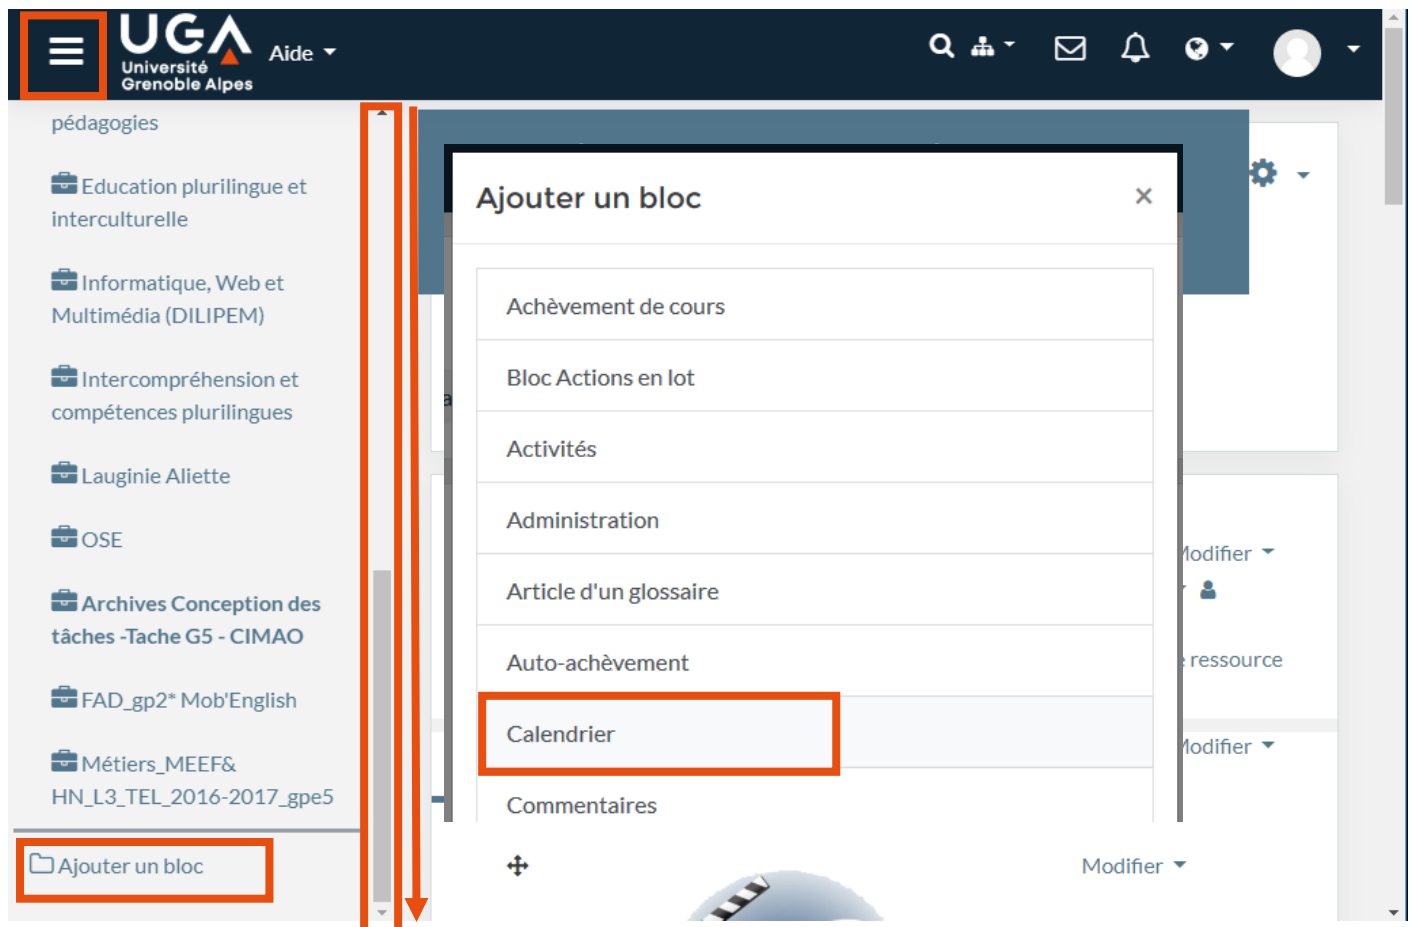 UGA
Université
Grenoble Alpes
Aide
pédagogies
Education plurilingue et
interculturelle
Informatique, Web et
Multimédia (DILIPEM)
Intercompréhension et
compétences plurilingues
Lauginie Aliette
OSE
Archives Conception des
tâches -Tache G5 - CIMAO
FAD_gp2* Mob'English
Métiers_MEEF&
HN_L3_TEL_2016-2017_gpe5
Ajouter un bloc
Ajouter un bloc
×
Achèvement de cours
Bloc Actions en lot
Activités
Administration
Article d'un glossaire
Auto-achèvement
Calendrier
Commentaires
Modifier
ressource
Modifier
Modifier